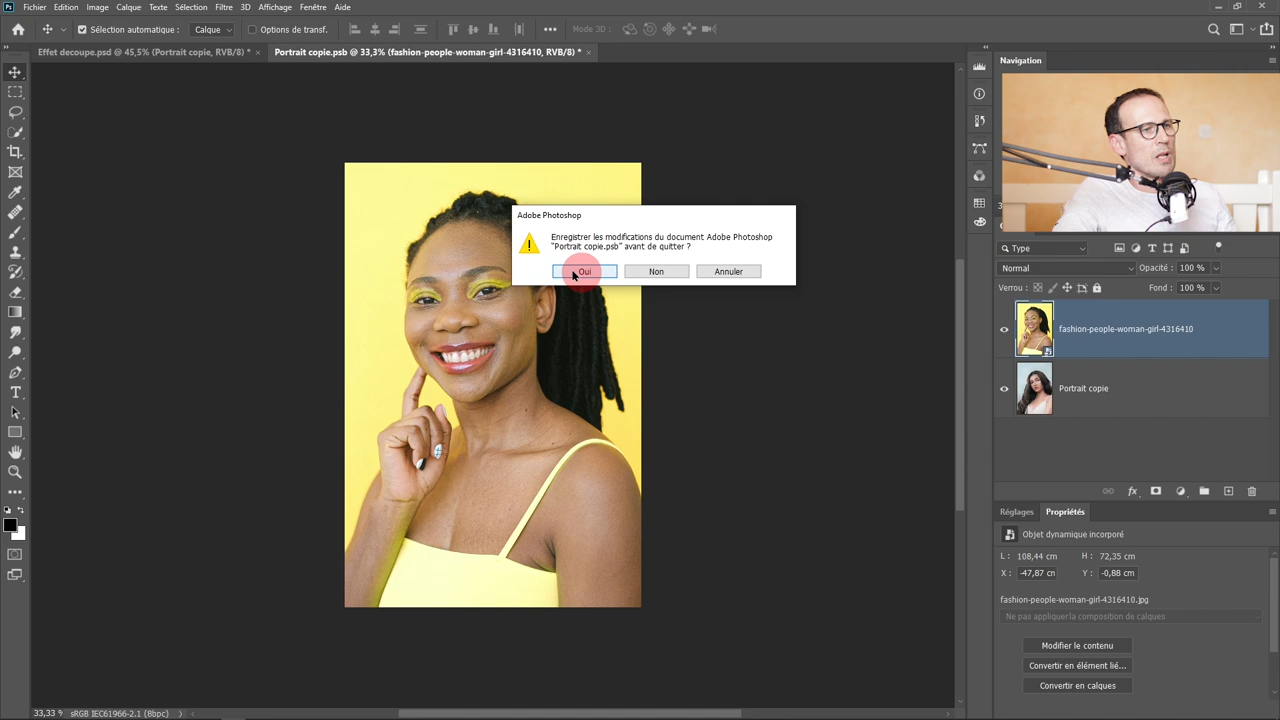 Ps Fichier Edition Image Calque Texte Sélection Filtre 3D Affichage Fenêtre Aide
Sélection automatique : Calque Options de transf. Mode 3D :
Effet decoupe.psd @ 45,5% (Portrait copie, RVB/8) * Portrait copie.psb @ 33,3% (fashion-people-woman-girl-4316410, RVB/8) *
Navigation
Adobe Photoshop
Enregistrer les modifications du document Adobe Photoshop
"Portrait copie.psb" avant de quitter ?
Oui Non Annuler
Type
Normal Opacité : 100 %
Verrou : Fond : 100 %
fashion-people-woman-girl-4316410
Portrait copie
fx
Réglages Propriétés
Objet dynamique incorporé
L : 108,44 cm H : 72,35 cm
X : -47,87 cm Y : -0,88 cm
fashion-people-woman-girl-4316410.jpg
Ne pas appliquer la composition de calques
Modifier le contenu
Convertir en élément lié...
Convertir en calques
33,33 % sRGB IEC61966-2.1 (8bpc)